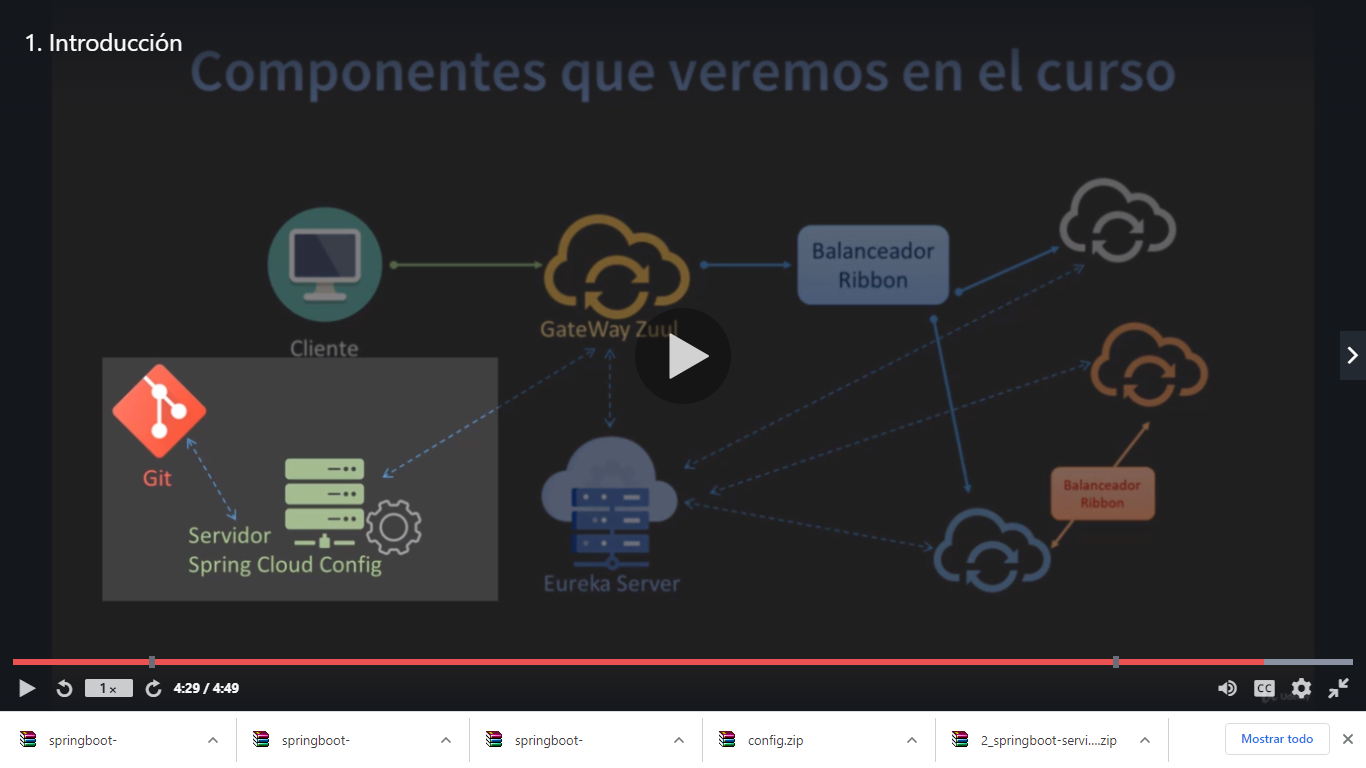 1. Introducción
Componentes que veremos en el curso
Balanceador
Ribbon
GateWay Zuul
Cliente
Git
Balanceador
Ribbon
Servidor
Spring Cloud Config
Eureka Server
1 x
4:29 / 4:49
CC
springboot-
springboot-
springboot-
config.zip
2_springboot-servi....zip
Mostrar todo